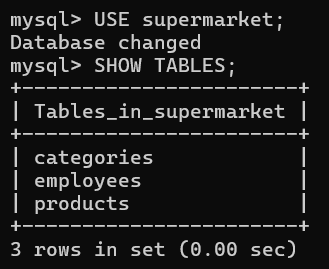 mysql> USE supermarket;
Database changed
mysql> SHOW TABLES;
+-----------------------+
| Tables_in_supermarket |
+-----------------------+
| categories            |
| employees             |
| products              |
+-----------------------+
3 rows in set (0.00 sec)